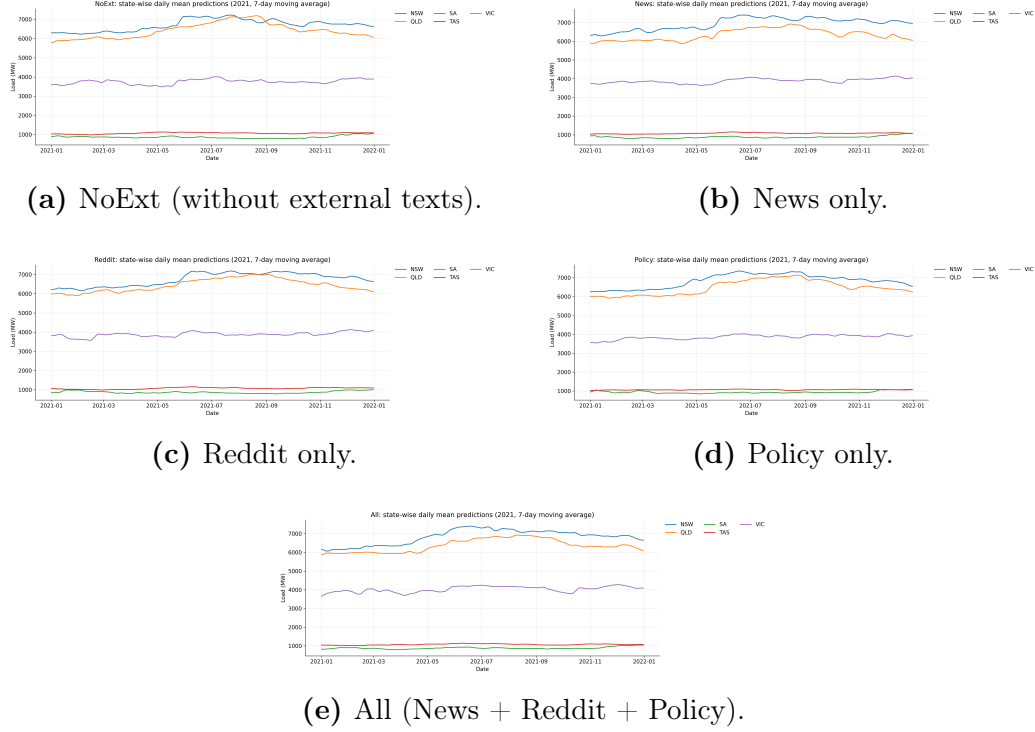 NoExt: state-wise daily mean predictions (2021, 7-day moving average)
NSW SA VIC
QLD TAS
Load (MW)
7000
6000
5000
4000
3000
2000
1000
2021-01 2021-03 2021-05 2021-07 2021-09 2021-11 2022-01
Date
(a) NoExt (without external texts).
News: state-wise daily mean predictions (2021, 7-day moving average)
NSW SA VIC
QLD TAS
Load (MW)
7000
6000
5000
4000
3000
2000
1000
2021-01 2021-03 2021-05 2021-07 2021-09 2021-11 2022-01
Date
(b) News only.
Reddit: state-wise daily mean predictions (2021, 7-day moving average)
NSW SA VIC
QLD TAS
Load (MW)
7000
6000
5000
4000
3000
2000
1000
2021-01 2021-03 2021-05 2021-07 2021-09 2021-11 2022-01
Date
(c) Reddit only.
Policy: state-wise daily mean predictions (2021, 7-day moving average)
NSW SA VIC
QLD TAS
Load (MW)
7000
6000
5000
4000
3000
2000
1000
2021-01 2021-03 2021-05 2021-07 2021-09 2021-11 2022-01
Date
(d) Policy only.
All: state-wise daily mean predictions (2021, 7-day moving average)
NSW SA VIC
QLD TAS
Load (MW)
7000
6000
5000
4000
3000
2000
1000
2021-01 2021-03 2021-05 2021-07 2021-09 2021-11 2022-01
Date
(e) All (News + Reddit + Policy).